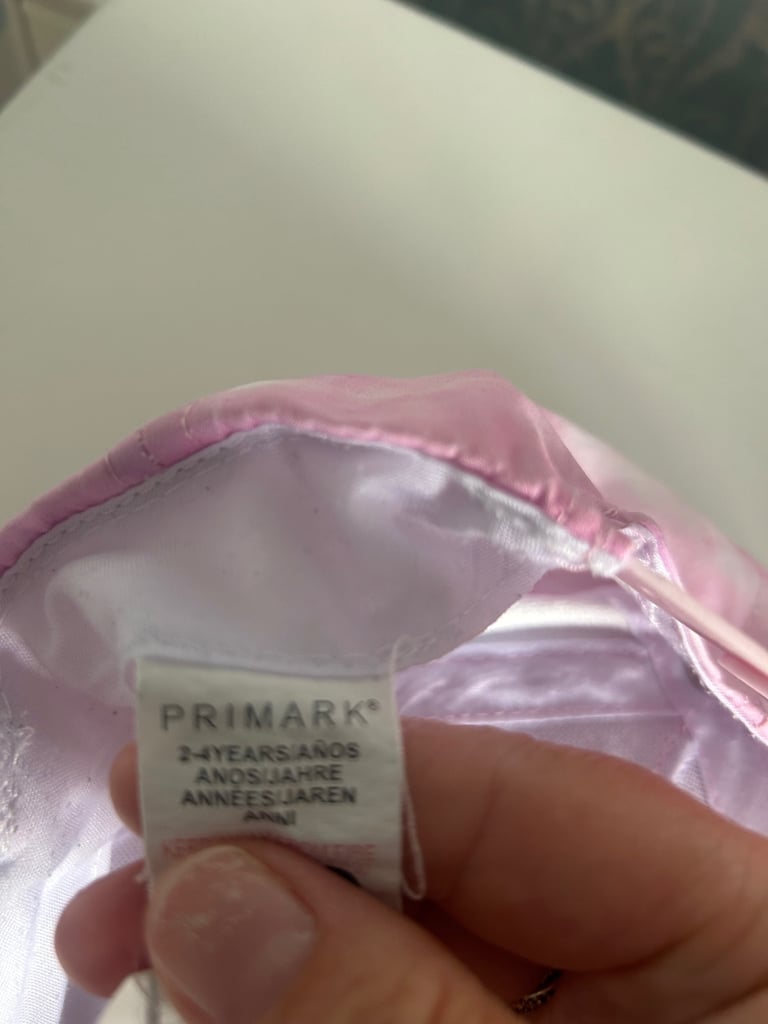 PRIMARK®
2-4YEARS/AÑOS
ANOS/JAHRE
ANNÉES/JAREN
ANNI